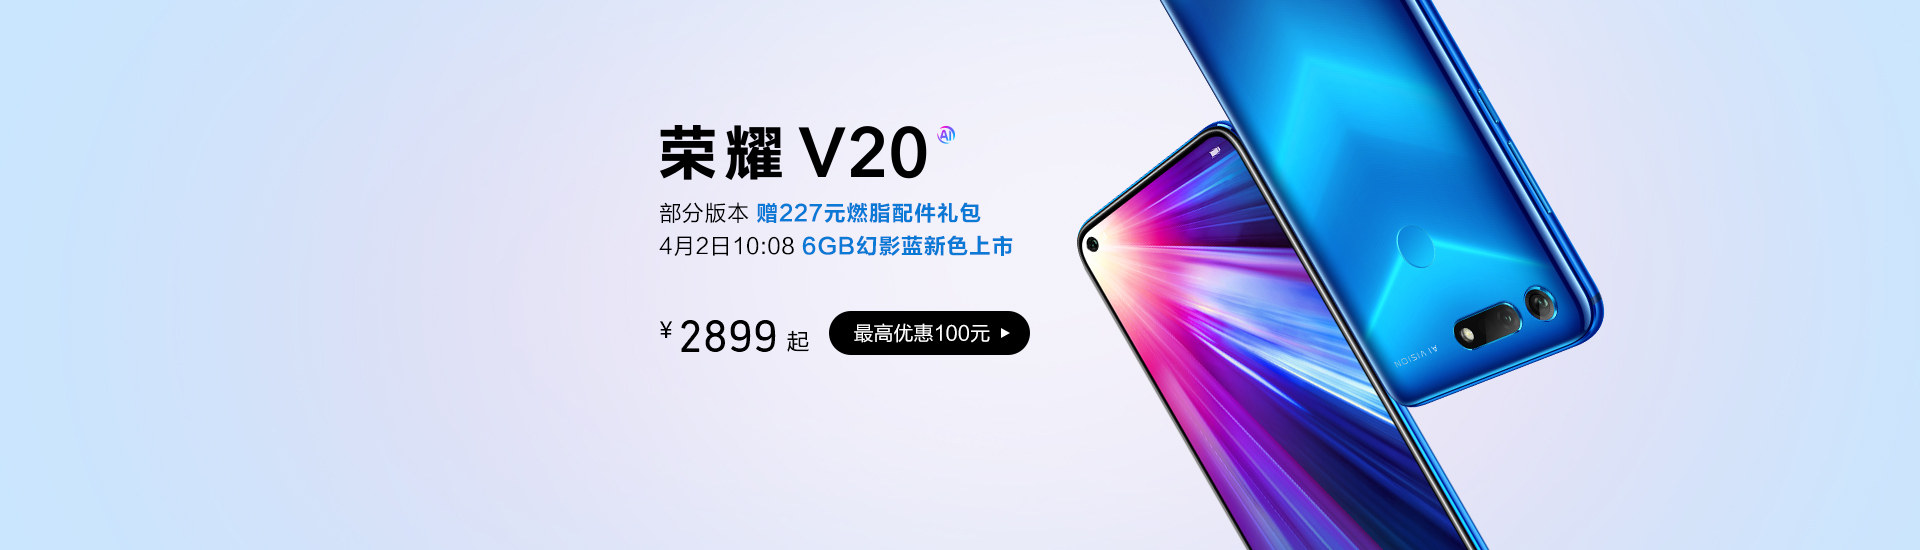 荣耀 V20 AI
部分版本 赠227元燃脂配件礼包
4月2日10:08 6GB幻影蓝新色上市
¥ 2899 起 最高优惠100元
AI VISION